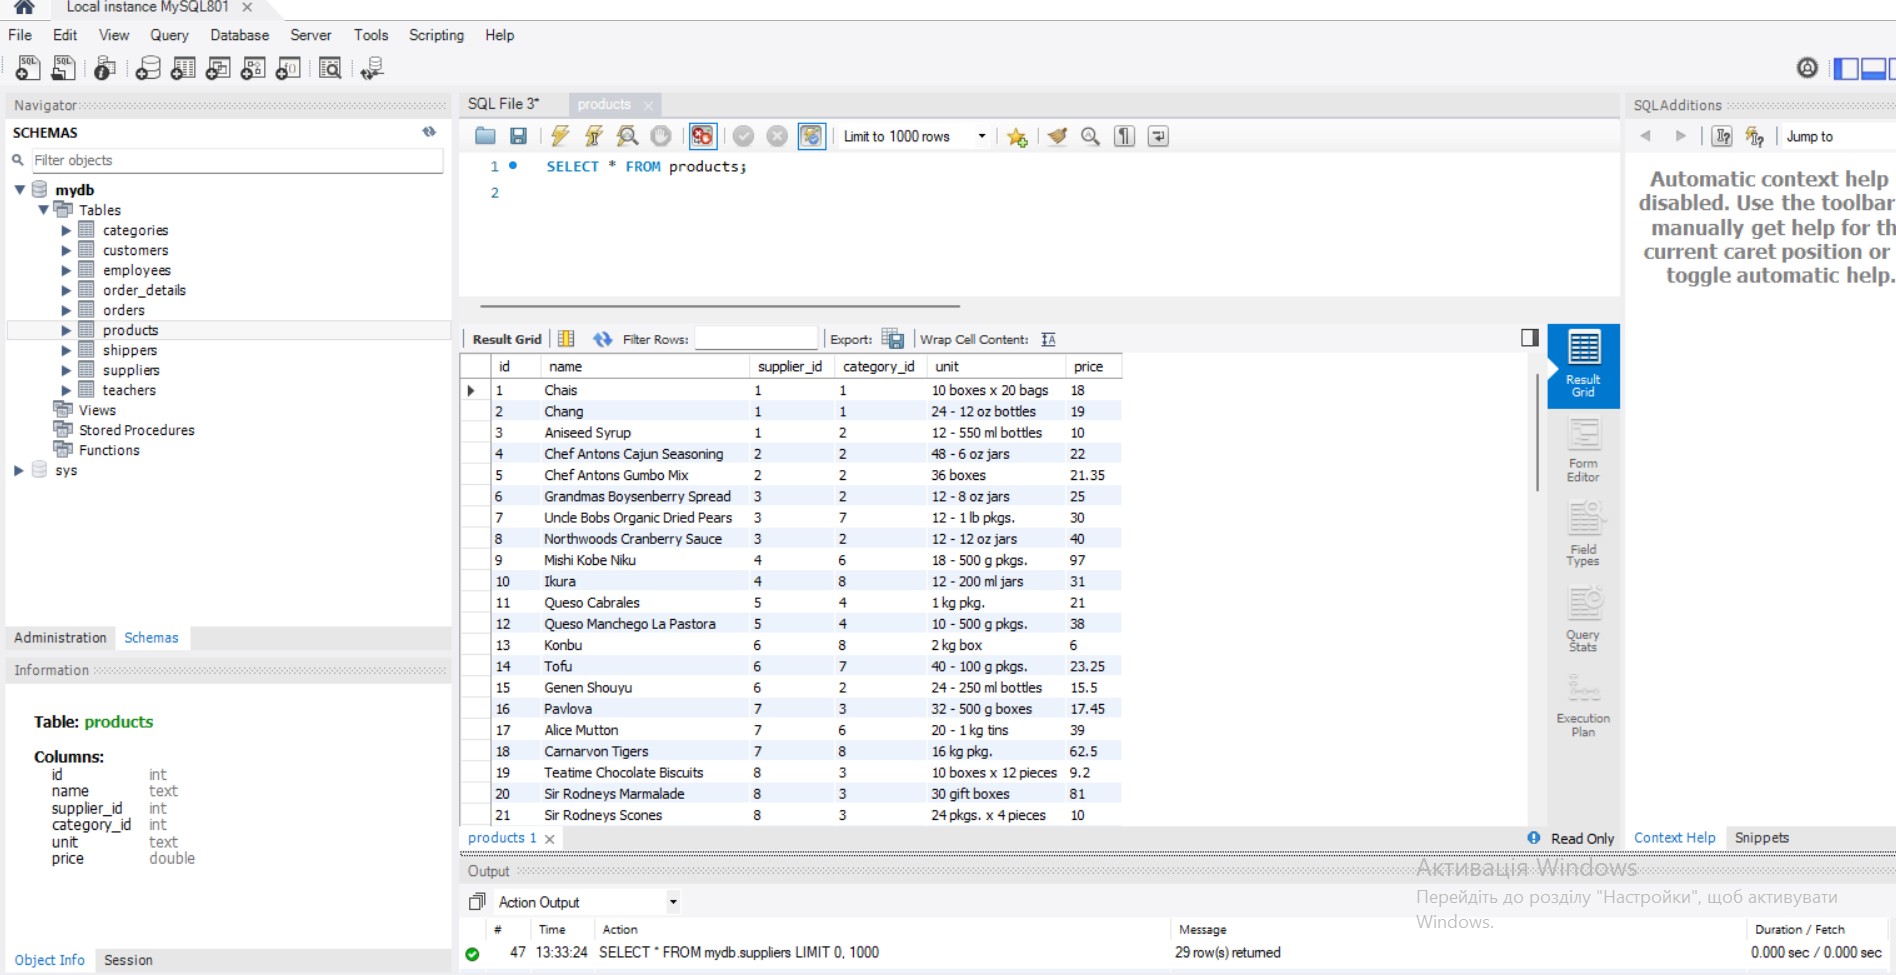 Local instance MySQL801
File Edit View Query Database Server Tools Scripting Help
Navigator
SCHEMAS
Filter objects
mydb
Tables
categories
customers
employees
order_details
orders
products
shippers
suppliers
teachers
Views
Stored Procedures
Functions
sys
Administration Schemas
Information
Table: products
Columns:
id int
name text
supplier_id int
category_id int
unit text
price double
Object Info Session
SQL File 3* products
Limit to 1000 rows
1 SELECT * FROM products;
2
Result Grid Filter Rows: Export: Wrap Cell Content:
id name supplier_id category_id unit price
1 Chais 1 1 10 boxes x 20 bags 18
2 Chang 1 1 24 - 12 oz bottles 19
3 Aniseed Syrup 1 2 12 - 550 ml bottles 10
4 Chef Antons Cajun Seasoning 2 2 48 - 6 oz jars 22
5 Chef Antons Gumbo Mix 2 2 36 boxes 21.35
6 Grandmas Boysenberry Spread 3 2 12 - 8 oz jars 25
7 Uncle Bobs Organic Dried Pears 3 7 12 - 1 lb pkgs. 30
8 Northwoods Cranberry Sauce 3 2 12 - 12 oz jars 40
9 Mishi Kobe Niku 4 6 18 - 500 g pkgs. 97
10 Ikura 4 8 12 - 200 ml jars 31
11 Queso Cabrales 5 4 1 kg pkg. 21
12 Queso Manchego La Pastora 5 4 10 - 500 g pkgs. 38
13 Konbu 6 8 2 kg box 6
14 Tofu 6 7 40 - 100 g pkgs. 23.25
15 Genen Shouyu 6 2 24 - 250 ml bottles 15.5
16 Pavlova 7 3 32 - 500 g boxes 17.45
17 Alice Mutton 7 6 20 - 1 kg tins 39
18 Carnarvon Tigers 7 8 16 kg pkg. 62.5
19 Teatime Chocolate Biscuits 8 3 10 boxes x 12 pieces 9.2
20 Sir Rodneys Marmalade 8 3 30 gift boxes 81
21 Sir Rodneys Scones 8 3 24 pkgs. x 4 pieces 10
Result
Grid
Form
Editor
Field
Types
Query
Stats
Execution
Plan
products 1 Read Only
SQLAdditions
Jump to
Automatic context help
disabled. Use the toolbar
manually get help for th
current caret position or
toggle automatic help.
Context Help Snippets
Output
Action Output
# Time Action Message Duration / Fetch
47 13:33:24 SELECT * FROM mydb.suppliers LIMIT 0, 1000 29 row(s) returned 0.000 sec / 0.000 sec
Активація Windows
Перейдіть до розділу "Настройки", щоб активувати
Windows.